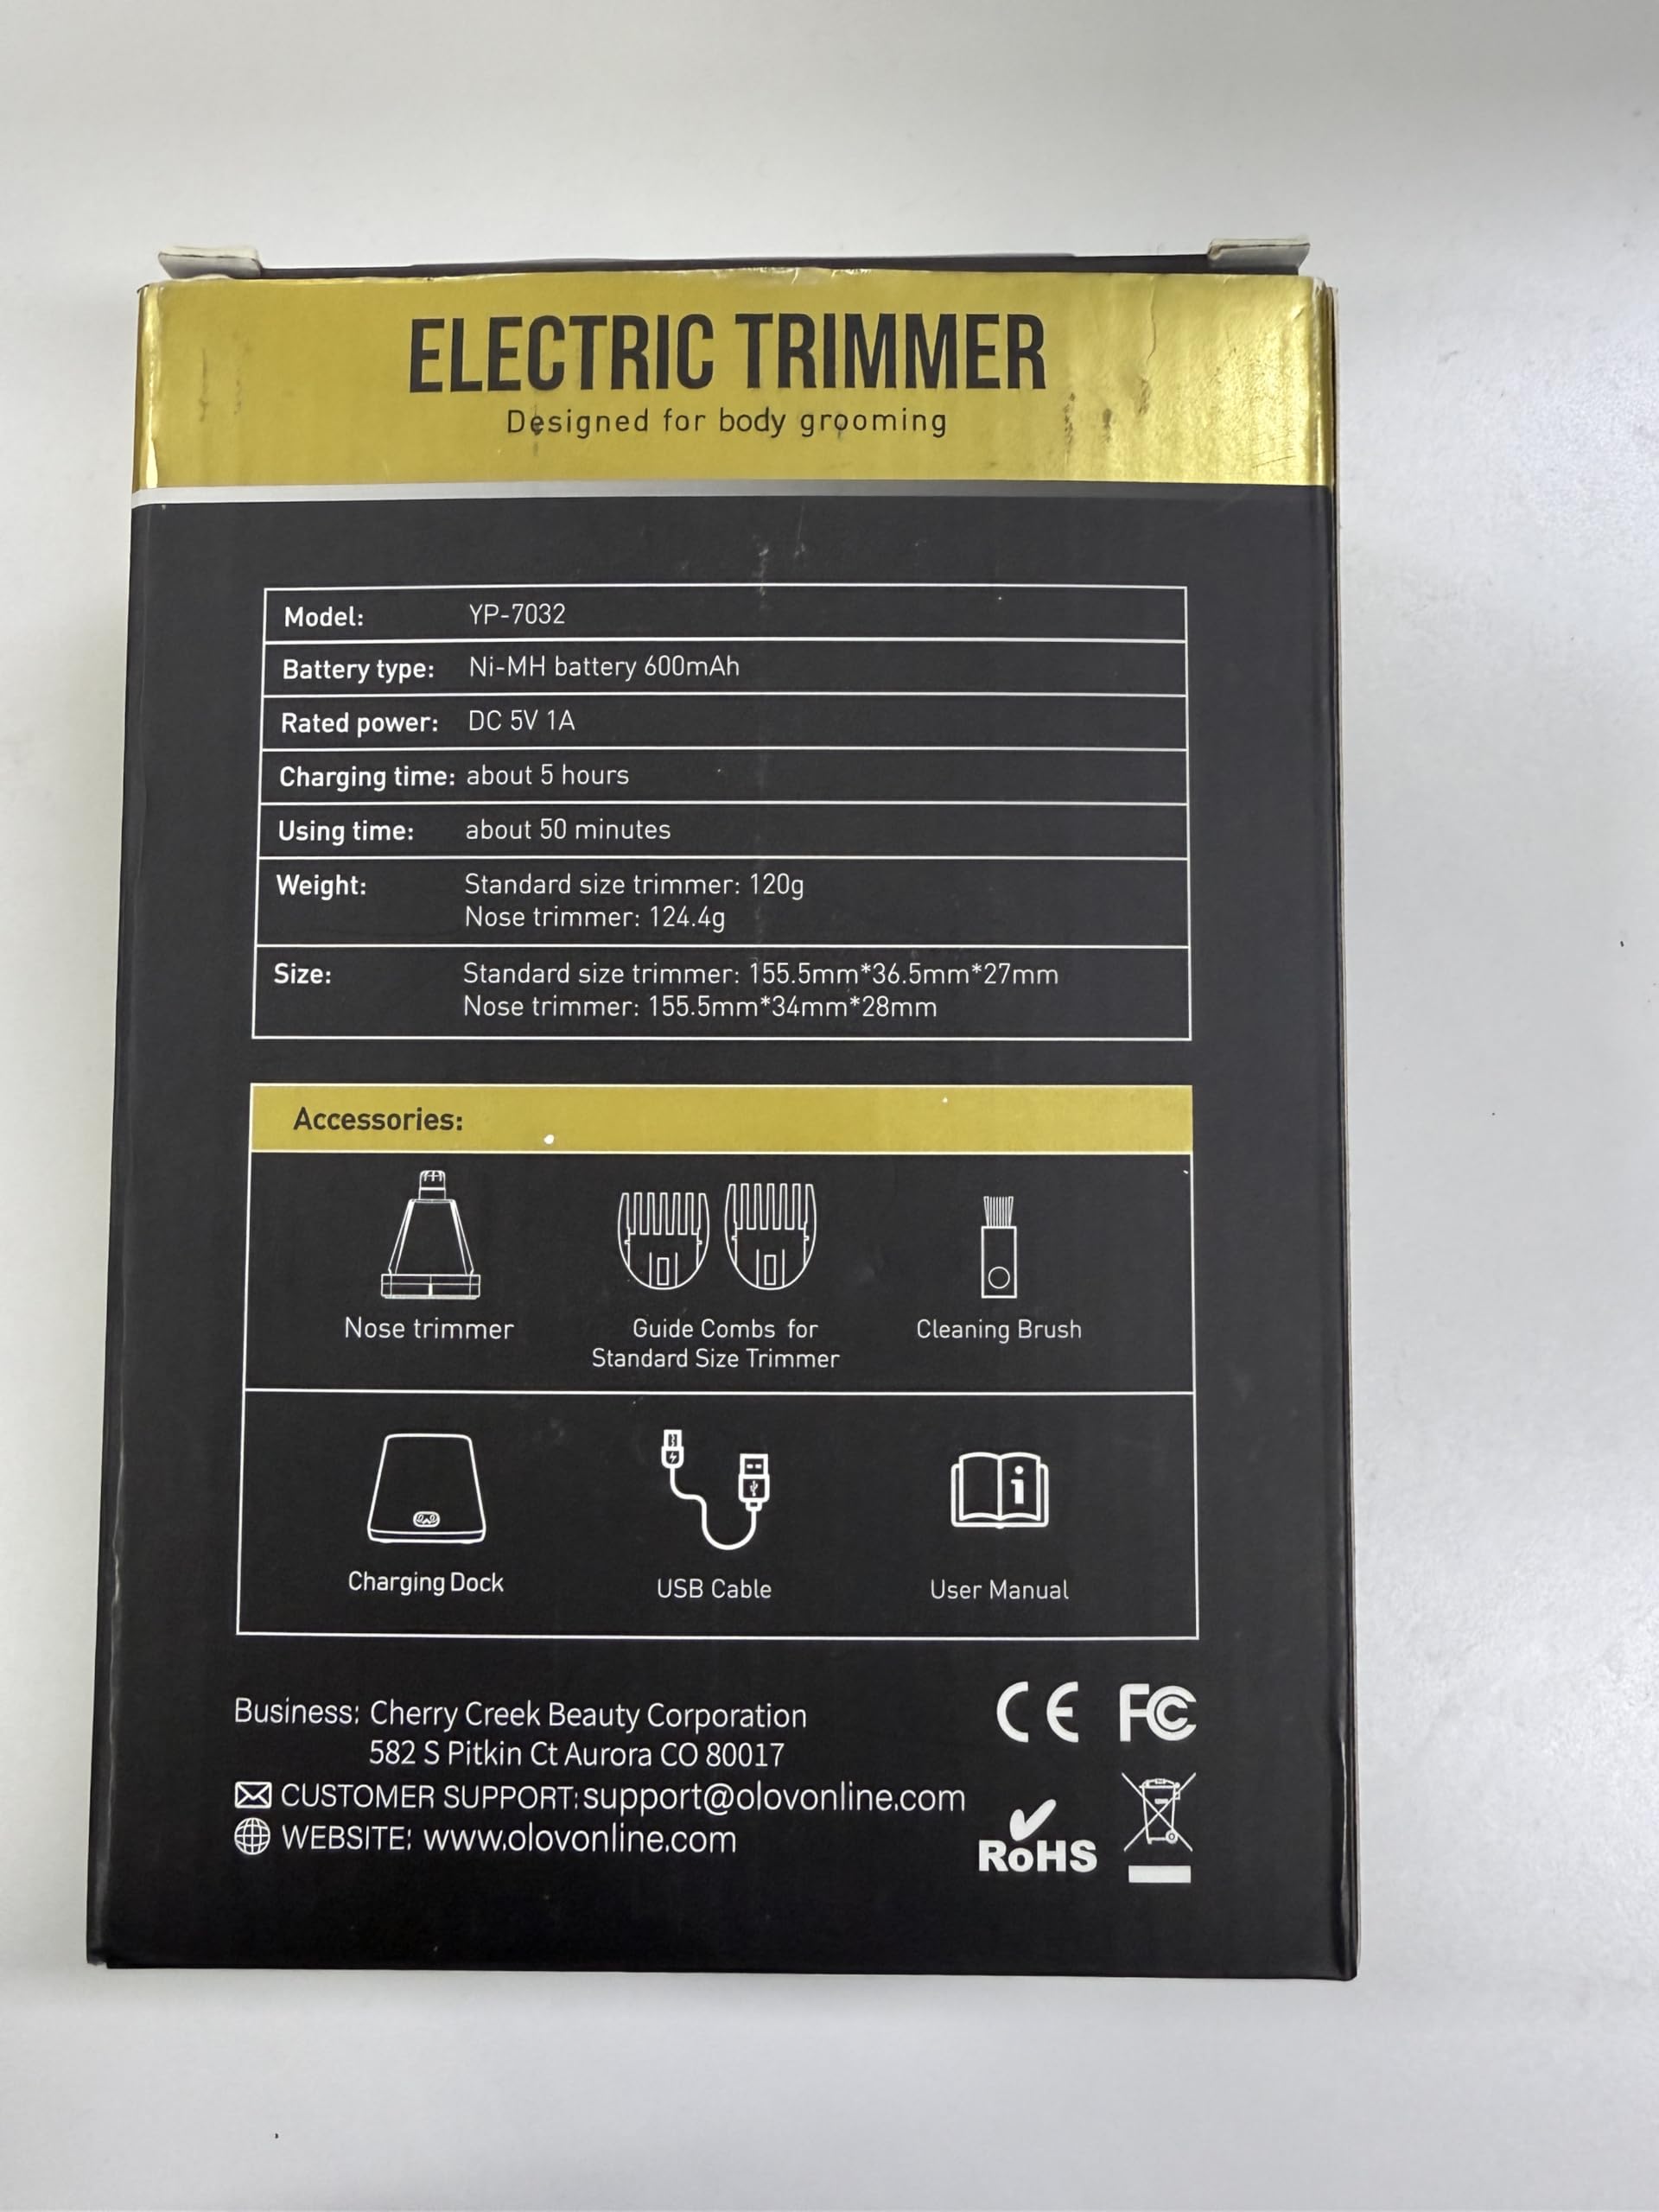 ELECTRIC TRIMMER
Designed for body grooming
Model: YP-7032
Battery type: Ni-MH battery 600mAh
Rated power: DC 5V 1A
Charging time: about 5 hours
Using time: about 50 minutes
Weight: Standard size trimmer: 120g
Nose trimmer: 124.4g
Size: Standard size trimmer: 155.5mm*36.5mm*27mm
Nose trimmer: 155.5mm*34mm*28mm
Accessories:
Nose trimmer
Guide Combs for
Standard Size Trimmer
Cleaning Brush
Charging Dock
USB Cable
User Manual
Business: Cherry Creek Beauty Corporation
582 S Pitkin Ct Aurora CO 80017
CUSTOMER SUPPORT: support@olovonline.com
WEBSITE: www.olovonline.com
CE FC
RoHS